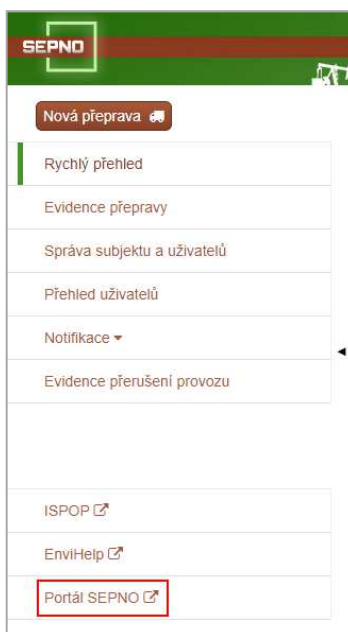 SEPNO
Nová přeprava
Rychlý přehled
Evidence přepravy
Správa subjektu a uživatelů
Přehled uživatelů
Notifikace
Evidence přerušení provozu
ISPOP
EnviHelp
Portál SEPNO